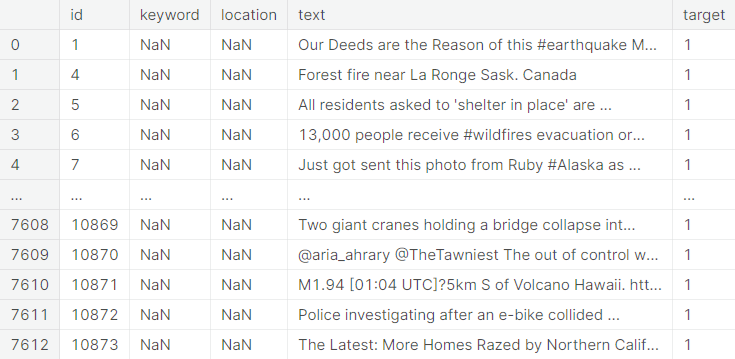 id keyword location text target
0 1 NaN NaN Our Deeds are the Reason of this #earthquake M... 1
1 4 NaN NaN Forest fire near La Ronge Sask. Canada 1
2 5 NaN NaN All residents asked to 'shelter in place' are ... 1
3 6 NaN NaN 13,000 people receive #wildfires evacuation or... 1
4 7 NaN NaN Just got sent this photo from Ruby #Alaska as ... 1
... ... ... ... ... ...
7608 10869 NaN NaN Two giant cranes holding a bridge collapse int... 1
7609 10870 NaN NaN @aria_ahrary @TheTawniest The out of control w... 1
7610 10871 NaN NaN M1.94 [01:04 UTC]?5km S of Volcano Hawaii. htt... 1
7611 10872 NaN NaN Police investigating after an e-bike collided ... 1
7612 10873 NaN NaN The Latest: More Homes Razed by Northern Calif... 1